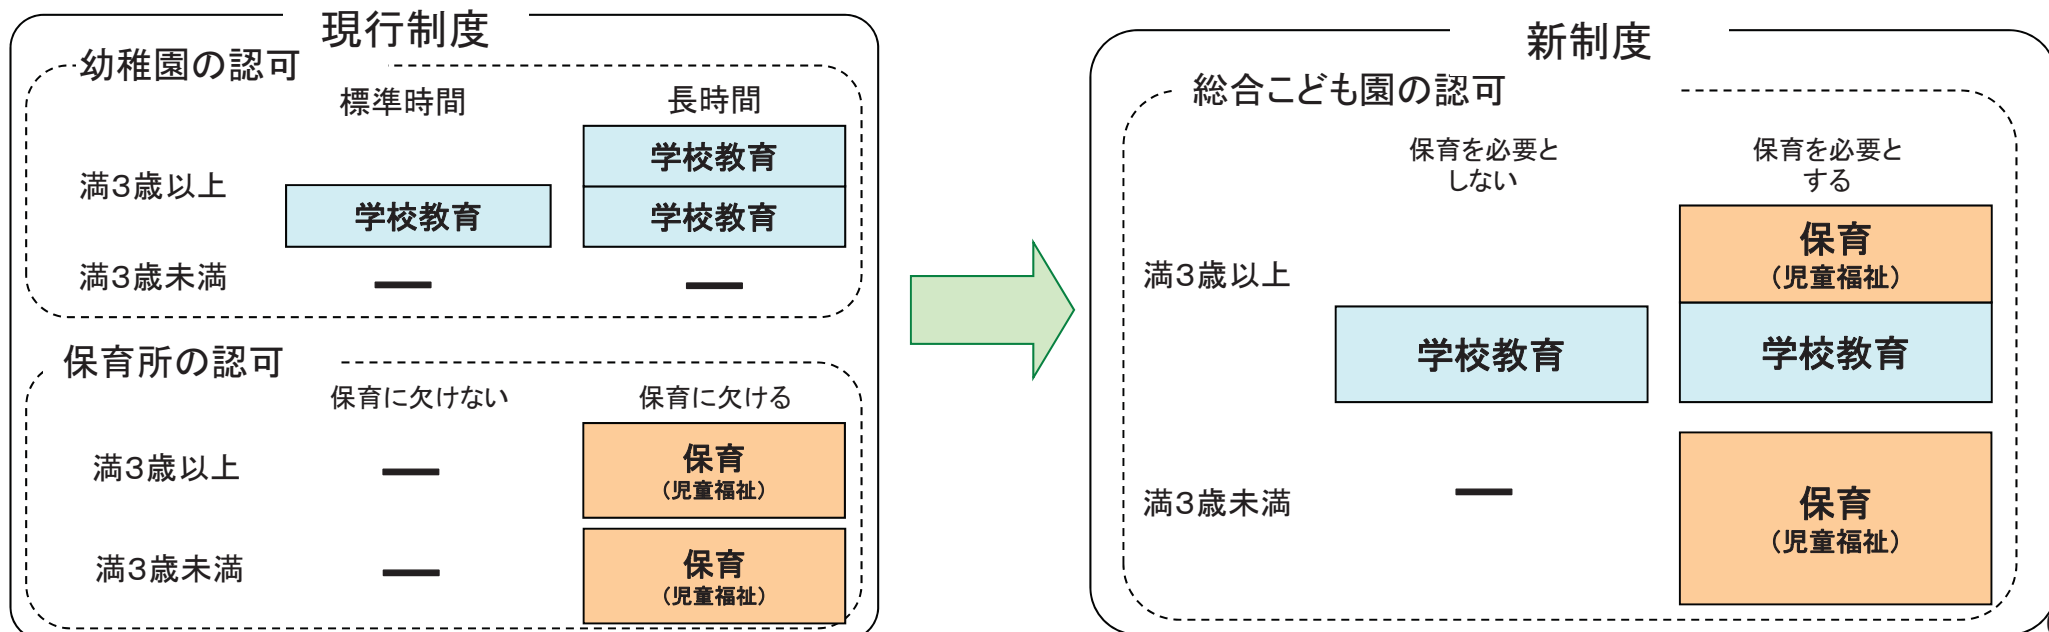 現行制度
幼稚園の認可
標準時間
長時間
学校教育
満3歳以上
学校教育
学校教育
満3歳未満
保育所の認可
保育に欠けない
保育に欠ける
満3歳以上
保育
(児童福祉)
満3歳未満
保育
(児童福祉)
新制度
総合こども園の認可
保育を必要と
しない
保育を必要と
する
満3歳以上
保育
(児童福祉)
学校教育
学校教育
満3歳未満
保育
(児童福祉)